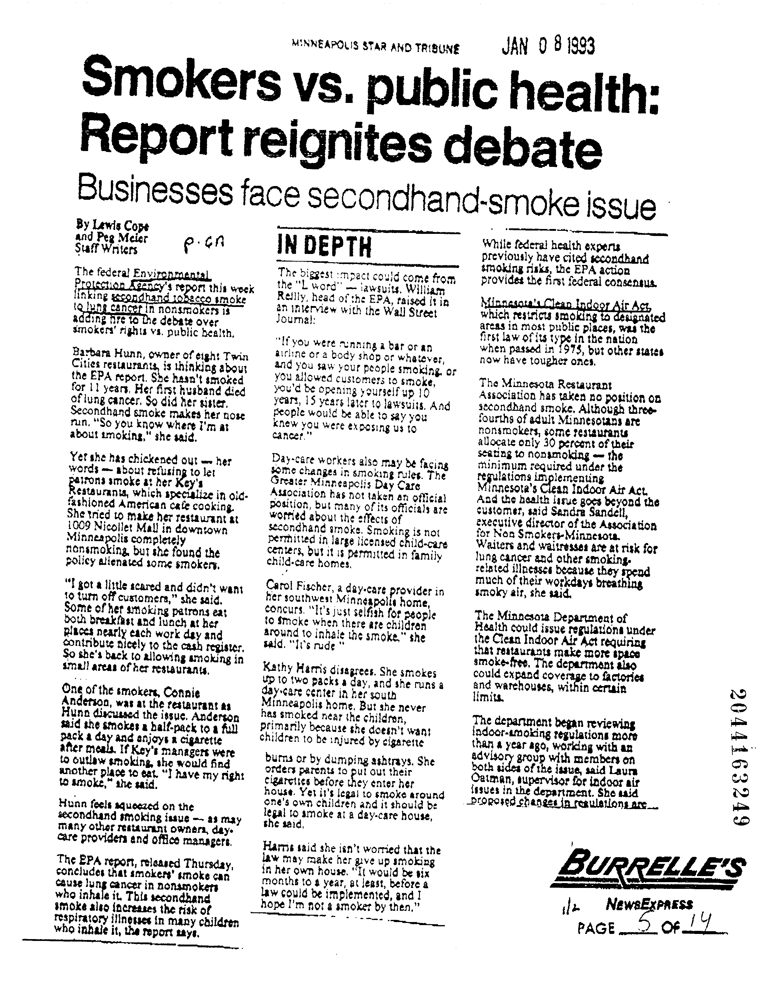 MINNEAPOLIS STAR AND TRIBUNE
JAN 08 1993
Smokers vs. public health:
Report reignites debate
Businesses face secondhand-smoke issue
By Lewis Cope
and Peg Meier
Staff Writers
P. 6A
The federal Environmental
Protection Agency's report this week
linking secondhand tobacco smoke
to lung cancer in nonsmokers is
adding fire to the debate over
smokers' rights vs. public health.
Barbara Hunn, owner of eight Twin
Cities restaurants, is thinking about
the EPA report. She hasn't smoked
for 11 years. Her first husband died
of lung cancer. So did her sister.
Secondhand smoke makes her nose
run. "So you know where I'm at
about smoking," she said.
Yet she has chickened out — her
words — about refusing to let
patrons smoke at her Key's
Restaurants, which specialize in old-
fashioned American cafe cooking.
She tried to make her restaurant at
1009 Nicollet Mall in downtown
Minneapolis completely
nonsmoking, but she found the
policy alienated some smokers.
"I got a little scared and didn't want
to turn off customers," she said.
Some of her smoking patrons eat
both breakfast and lunch at her
places nearly each work day and
contribute nicely to the cash register.
So she's back to allowing smoking in
small areas of her restaurants.
One of the smokers, Connie
Anderson, was at the restaurant as
Hunn discussed the issue. Anderson
said she smokes a half-pack to a full
pack a day and enjoys a cigarette
after meals. If Key's managers were
to outlaw smoking, she would find
another place to eat. "I have my right
to smoke," she said.
Hunn feels squeezed on the
secondhand smoking issue — as may
many other restaurant owners, day-
care providers and office managers.
The EPA report, released Thursday,
concludes that smokers' smoke can
cause lung cancer in nonsmokers
who inhale it. This secondhand
smoke also increases the risk of
respiratory illnesses in many children
who inhale it, the report says.
IN DEPTH
The biggest impact could come from
the "L word" — lawsuits. William
Reilly, head of the EPA, raised it in
an interview with the Wall Street
Journal:
"If you were running a bar or an
airline or a body shop or whatever,
and you saw your people smoking, or
you allowed customers to smoke,
you'd be opening yourself up 10
years, 15 years later to lawsuits. And
people would be able to say you
knew you were exposing us to
cancer."
Day-care workers also may be facing
some changes in smoking rules. The
Greater Minneapolis Day Care
Association has not taken an official
position, but many of its officials are
worried about the effects of
secondhand smoke. Smoking is not
permitted in large licensed child-care
centers, but it is permitted in family
child-care homes.
Carol Fischer, a day-care provider in
her southwest Minneapolis home,
concurs. "It's just selfish for people
to smoke when there are children
around to inhale the smoke," she
said. "It's rude"
Kathy Harris disagrees. She smokes
up to two packs a day, and she runs a
day-care center in her south
Minneapolis home. But she never
has smoked near the children,
primarily because she doesn't want
children to be injured by cigarette
burns or by dumping ashtrays. She
orders parents to put out their
cigarettes before they enter her
house. Yet it's legal to smoke around
one's own children and it should be
legal to smoke at a day-care house,
she said.
Harris said she isn't worried that the
law may make her give up smoking
in her own house. "It would be six
months to a year, at least, before a
law could be implemented, and I
hope I'm not a smoker by then."
While federal health experts
previously have cited secondhand
smoking risks, the EPA action
provides the first federal consensus.
Minnesota's Clean Indoor Air Act,
which restricts smoking to designated
areas in most public places, was the
first law of its type in the nation
when passed in 1975, but other states
now have tougher ones.
The Minnesota Restaurant
Association has taken no position on
secondhand smoke. Although three-
fourths of adult Minnesotans are
nonsmokers, some restaurants
allocate only 30 percent of their
seating to nonsmoking — the
minimum required under the
regulations implementing
Minnesota's Clean Indoor Air Act.
And the health issue goes beyond the
customer, said Sandra Sandell,
executive director of the Association
for Non Smokers-Minnesota.
Waiters and waitresses are at risk for
lung cancer and other smoking-
related illnesses because they spend
much of their workdays breathing
smoky air, she said.
The Minnesota Department of
Health could issue regulations under
the Clean Indoor Air Act requiring
that restaurants make more space
smoke-free. The department also
could expand coverage to factories
and warehouses, within certain
limits.
The department began reviewing
indoor-smoking regulations more
than a year ago, working with an
advisory group with members on
both sides of the issue, said Laura
Oatman, supervisor for indoor air
issues in the department. She said
proposed changes in regulations are
2044163249
BURRELLE'S
1/2 NEWSEXPRESS
PAGE 5 OF 14